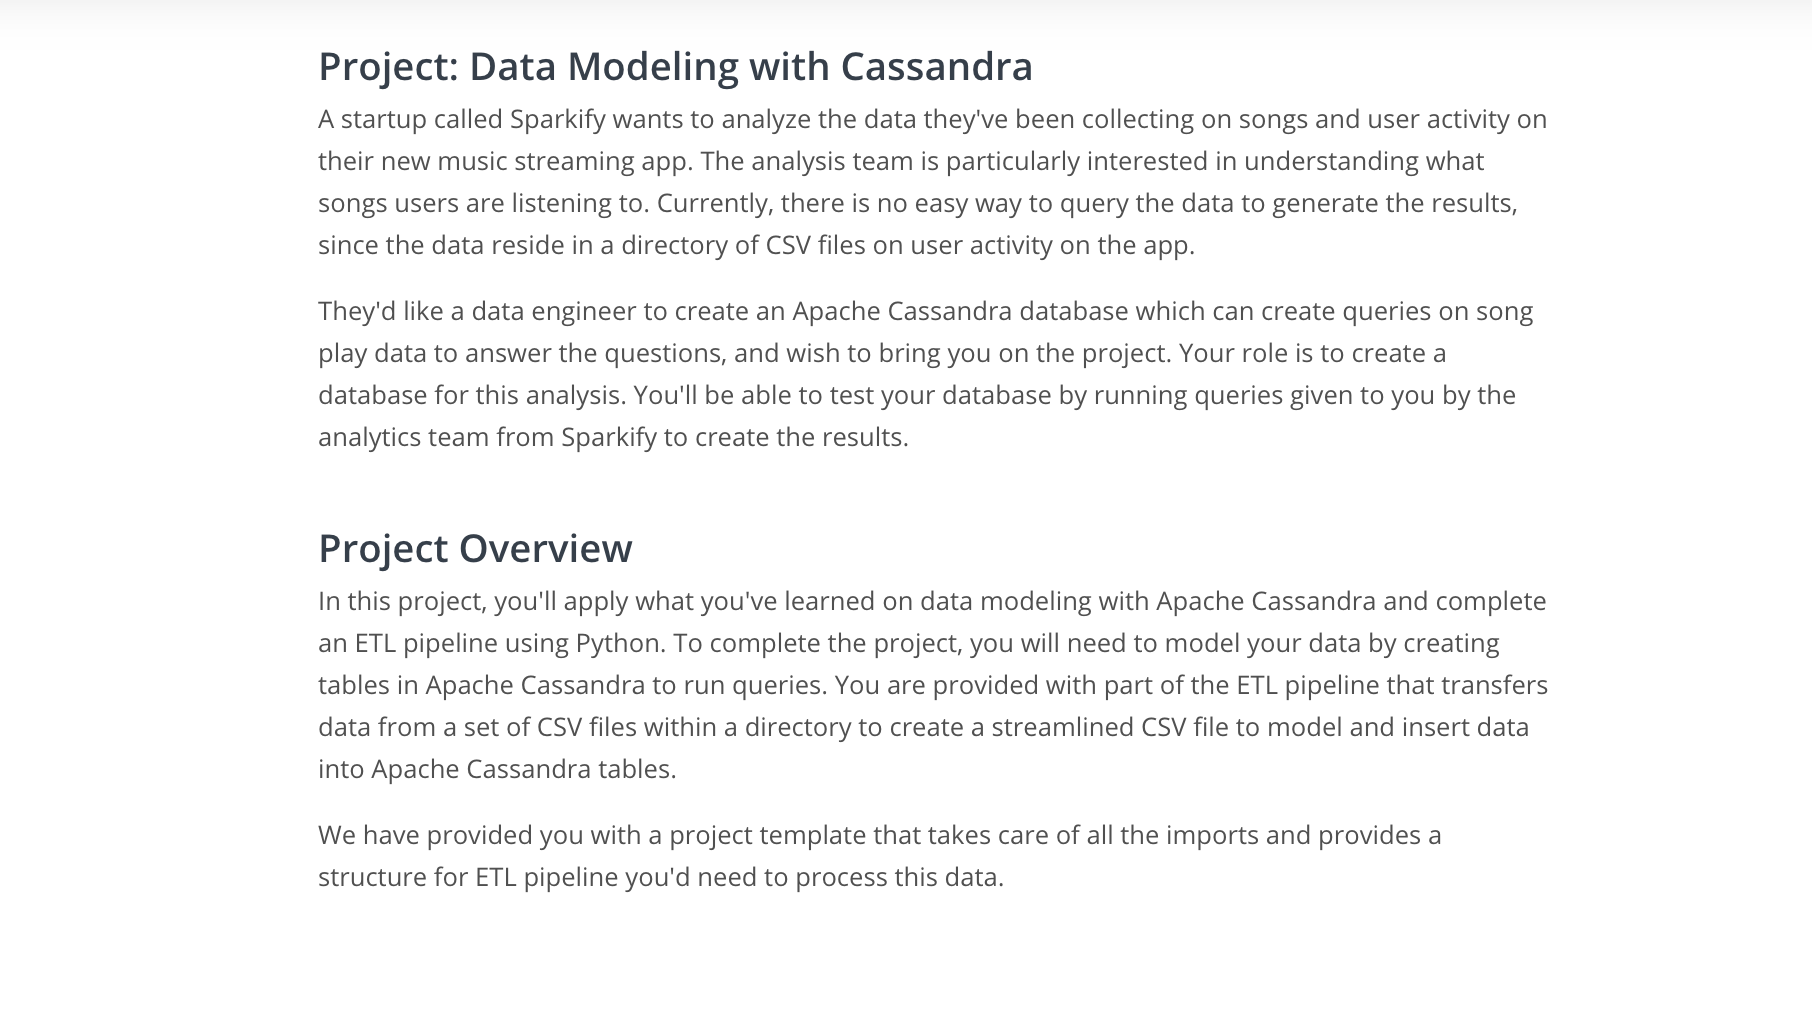 Project: Data Modeling with Cassandra
A startup called Sparkify wants to analyze the data they've been collecting on songs and user activity on
their new music streaming app. The analysis team is particularly interested in understanding what
songs users are listening to. Currently, there is no easy way to query the data to generate the results,
since the data reside in a directory of CSV files on user activity on the app.
They'd like a data engineer to create an Apache Cassandra database which can create queries on song
play data to answer the questions, and wish to bring you on the project. Your role is to create a
database for this analysis. You'll be able to test your database by running queries given to you by the
analytics team from Sparkify to create the results.
Project Overview
In this project, you'll apply what you've learned on data modeling with Apache Cassandra and complete
an ETL pipeline using Python. To complete the project, you will need to model your data by creating
tables in Apache Cassandra to run queries. You are provided with part of the ETL pipeline that transfers
data from a set of CSV files within a directory to create a streamlined CSV file to model and insert data
into Apache Cassandra tables.
We have provided you with a project template that takes care of all the imports and provides a
structure for ETL pipeline you'd need to process this data.